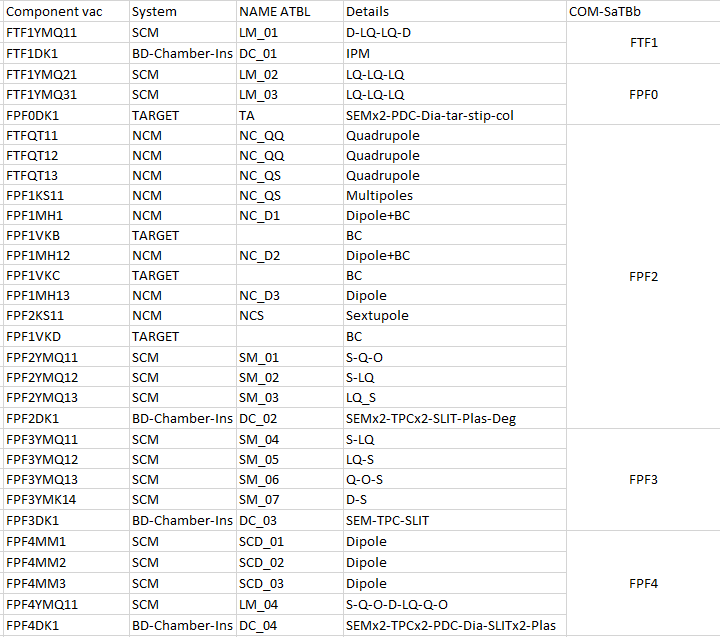 Component vac System NAME ATBL Details COM-SaTBb
FTF1YMQ11 SCM LM_01 D-LQ-LQ-D
FTF1
FTF1DK1 BD-Chamber-Ins DC_01 IPM
FTF1YMQ21 SCM LM_02 LQ-LQ-LQ
FTF1YMQ31 SCM LM_03 LQ-LQ-LQ FPF0
FPF0DK1 TARGET TA SEMx2-PDC-Dia-tar-stip-col
FTFQT11 NCM NC_QQ Quadrupole
FTFQT12 NCM NC_QQ Quadrupole
FTFQT13 NCM NC_QS Quadrupole
FPF1KS11 NCM NC_QS Multipoles
FPF1MH1 NCM NC_D1 Dipole+BC
FPF1VKB TARGET BC
FPF1MH12 NCM NC_D2 Dipole+BC
FPF1VKC TARGET BC FPF2
FPF1MH13 NCM NC_D3 Dipole
FPF2KS11 NCM NCS Sextupole
FPF1VKD TARGET BC
FPF2YMQ11 SCM SM_01 S-Q-O
FPF2YMQ12 SCM SM_02 S-LQ
FPF2YMQ13 SCM SM_03 LQ_S
FPF2DK1 BD-Chamber-Ins DC_02 SEMx2-TPCx2-SLIT-Plas-Deg
FPF3YMQ11 SCM SM_04 S-LQ
FPF3YMQ12 SCM SM_05 LQ-S
FPF3YMQ13 SCM SM_06 Q-O-S FPF3
FPF3YMK14 SCM SM_07 D-S
FPF3DK1 BD-Chamber-Ins DC_03 SEM-TPC-SLIT
FPF4MM1 SCM SCD_01 Dipole
FPF4MM2 SCM SCD_02 Dipole
FPF4MM3 SCM SCD_03 Dipole FPF4
FPF4YMQ11 SCM LM_04 S-Q-O-D-LQ-Q-O
FPF4DK1 BD-Chamber-Ins DC_04 SEMx2-TPCx2-PDC-Dia-SLITx2-Plas